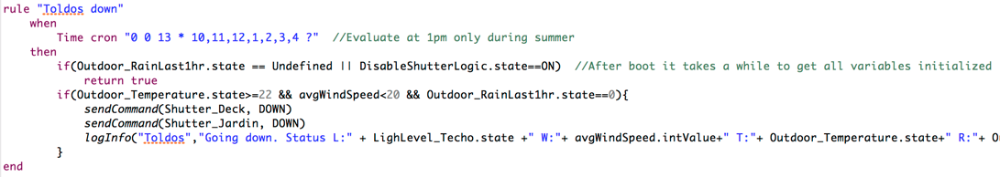 rule "Toldos down"
when
Time cron "0 0 13 * 10,11,12,1,2,3,4 ?" //Evaluate at 1pm only during summer
then
if(Outdoor_RainLast1hr.state == Undefined || DisableShutterLogic.state==ON) //After boot it takes a while to get all variables initialized
return true
if(Outdoor_Temperature.state>=22 && avgWindSpeed<20 && Outdoor_RainLast1hr.state==0){
sendCommand(Shutter_Deck, DOWN)
sendCommand(Shutter_Jardin, DOWN)
logInfo("Toldos","Going down. Status L:" + LighLevel_Techo.state +" W:"+ avgWindSpeed.intValue+" T:"+ Outdoor_Temperature.state+" R:"+
}
end